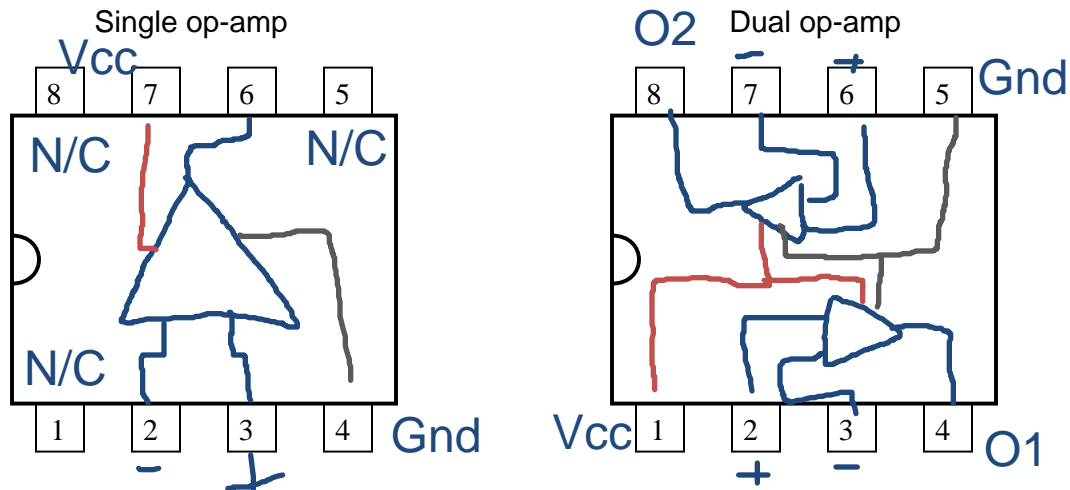 Single op-amp
Vcc
8 7 6 5
N/C N/C
N/C
1 2 3 4
Gnd
− +
Dual op-amp
O2 − +
8 7 6 5
Gnd
Vcc
1 2 3 4
O1
+ −